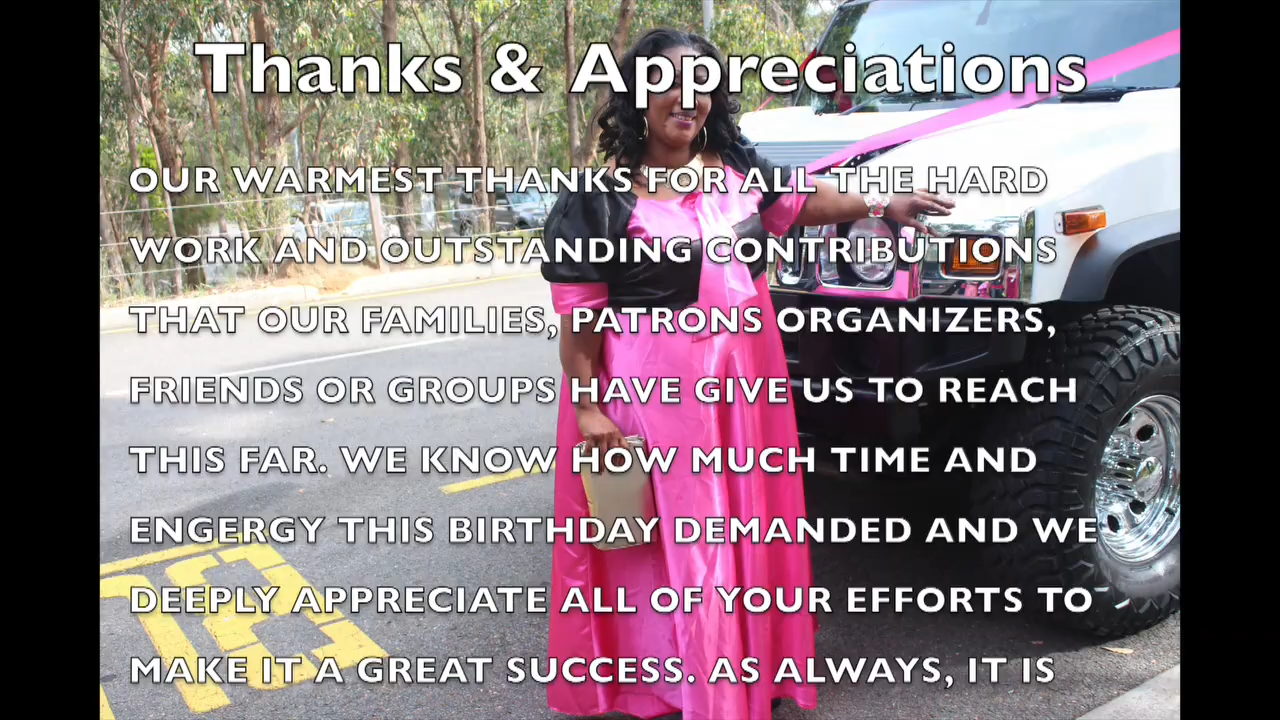 Thanks & Appreciations
OUR WARMEST THANKS FOR ALL THE HARD
WORK AND OUTSTANDING CONTRIBUTIONS
THAT OUR FAMILIES, PATRONS ORGANIZERS,
FRIENDS OR GROUPS HAVE GIVE US TO REACH
THIS FAR. WE KNOW HOW MUCH TIME AND
ENGERGY THIS BIRTHDAY DEMANDED AND WE
DEEPLY APPRECIATE ALL OF YOUR EFFORTS TO
MAKE IT A GREAT SUCCESS. AS ALWAYS, IT IS